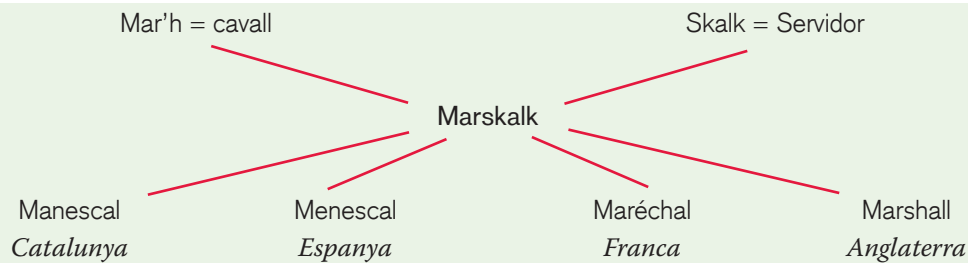 Mar'h = cavall Skalk = Servidor
Marskalk
Manescal Menescal Maréchal Marshall
Catalunya Espanya Franca Anglaterra